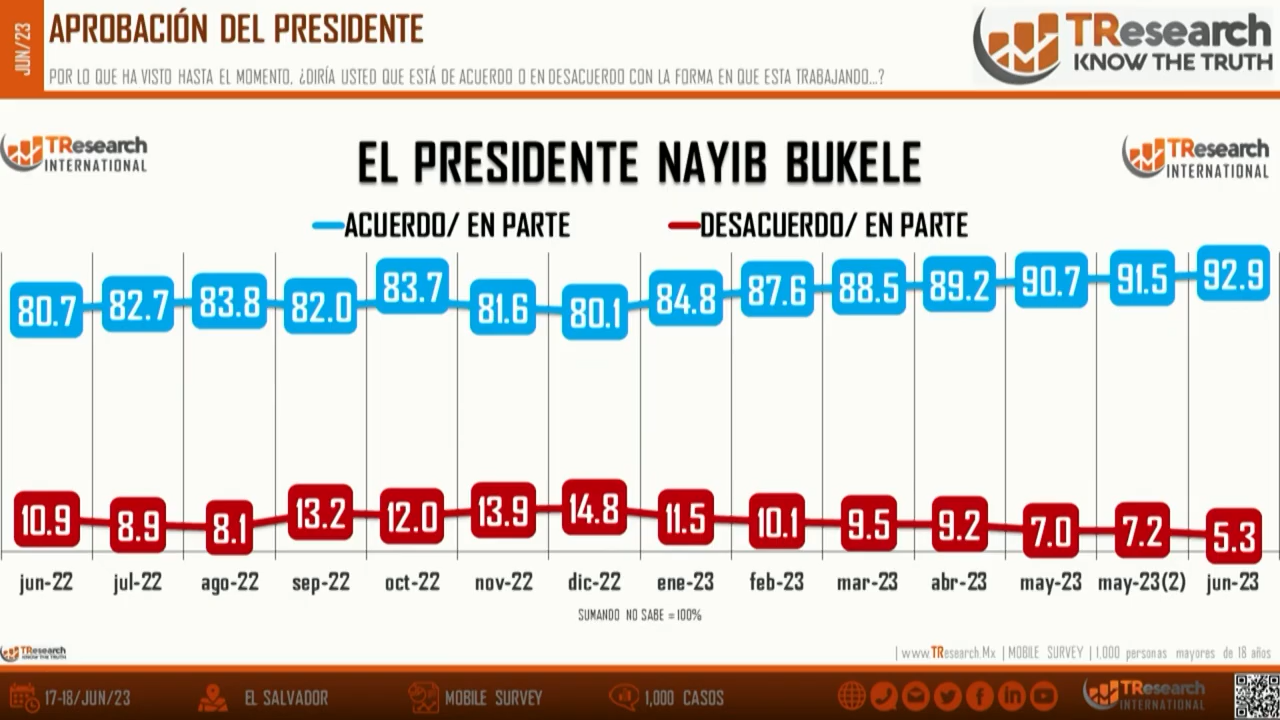 JUN/23
APROBACIÓN DEL PRESIDENTE
POR LO QUE HA VISTO HASTA EL MOMENTO, ¿DIRÍA USTED QUE ESTÁ DE ACUERDO O EN DESACUERDO CON LA FORMA EN QUE ESTA TRABAJANDO...?
TResearch
KNOW THE TRUTH
TResearch
INTERNATIONAL
EL PRESIDENTE NAYIB BUKELE
TResearch
INTERNATIONAL
ACUERDO/ EN PARTE DESACUERDO/ EN PARTE
80.7 82.7 83.8 82.0 83.7 81.6 80.1 84.8 87.6 88.5 89.2 90.7 91.5 92.9
10.9 8.9 8.1 13.2 12.0 13.9 14.8 11.5 10.1 9.5 9.2 7.0 7.2 5.3
jun-22 jul-22 ago-22 sep-22 oct-22 nov-22 dic-22 ene-23 feb-23 mar-23 abr-23 may-23 may-23(2) jun-23
SUMANDO NO SABE =100%
TResearch
KNOW THE TRUTH
| www.TResearch.Mx | MOBILE SURVEY | 1,000 personas mayores de 18 años
17-18/JUN/23 EL SALVADOR MOBILE SURVEY 1,000 CASOS
TResearch
INTERNATIONAL